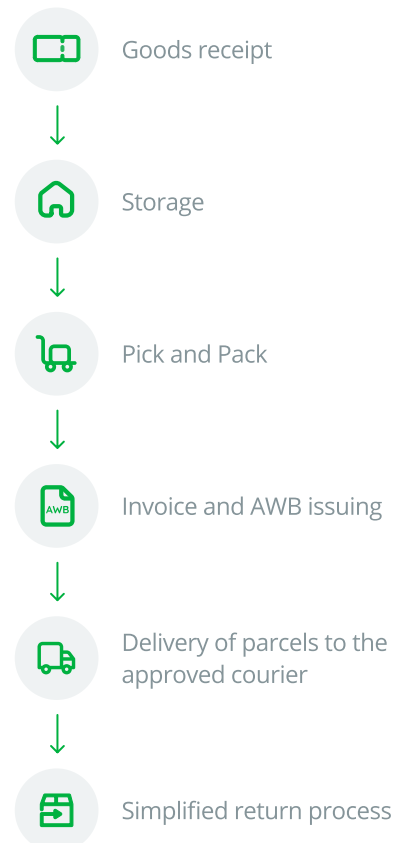 Goods receipt
Storage
Pick and Pack
AWB
Invoice and AWB issuing
Delivery of parcels to the
approved courier
Simplified return process